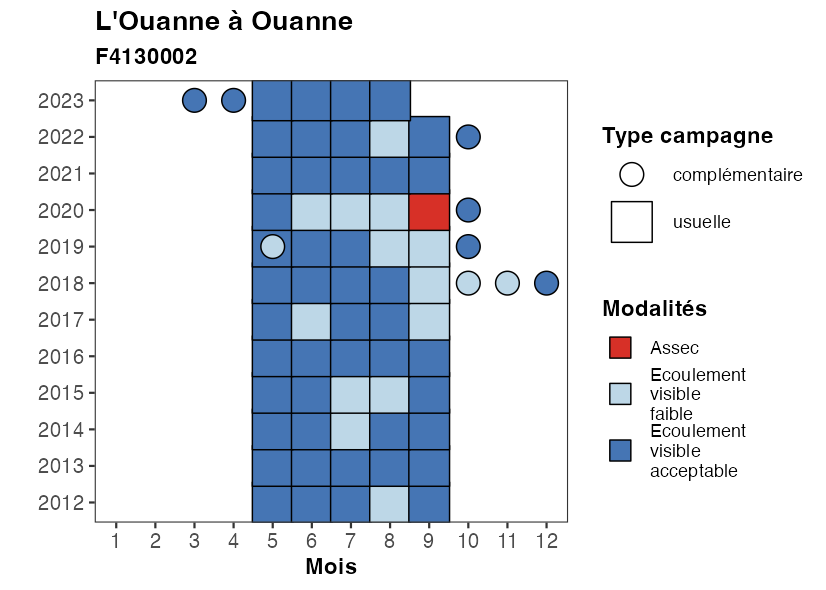 L'Ouanne à Ouanne
F4130002
2023
2022
2021
2020
2019
2018
2017
2016
2015
2014
2013
2012
1 2 3 4 5 6 7 8 9 10 11 12
Mois
Type campagne
complémentaire
usuelle
Modalités
Assec
Ecoulement
visible
faible
Ecoulement
visible
acceptable